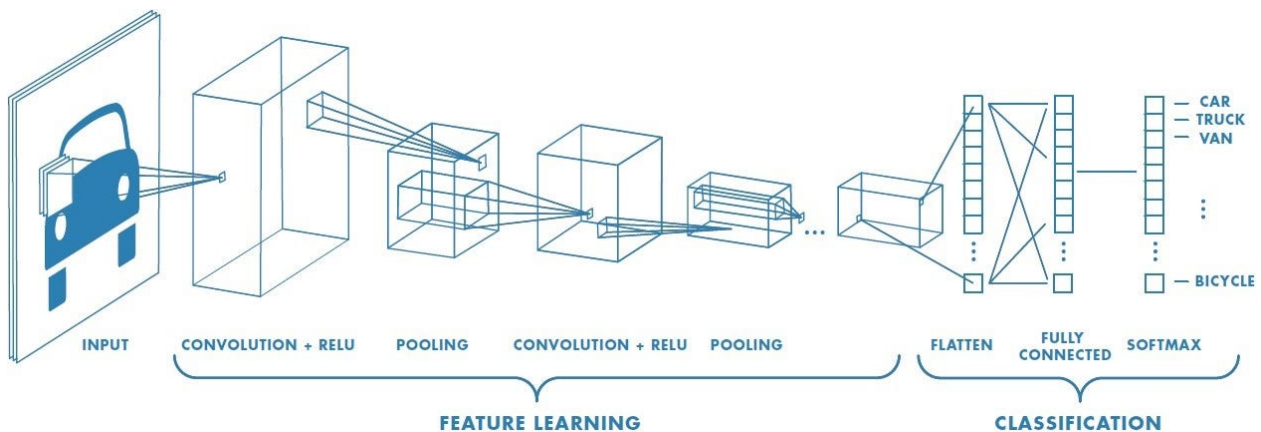 CAR
TRUCK
VAN
BICYCLE
INPUT
CONVOLUTION + RELU
POOLING
CONVOLUTION + RELU
POOLING
FLATTEN
FULLY
CONNECTED
SOFTMAX
FEATURE LEARNING
CLASSIFICATION